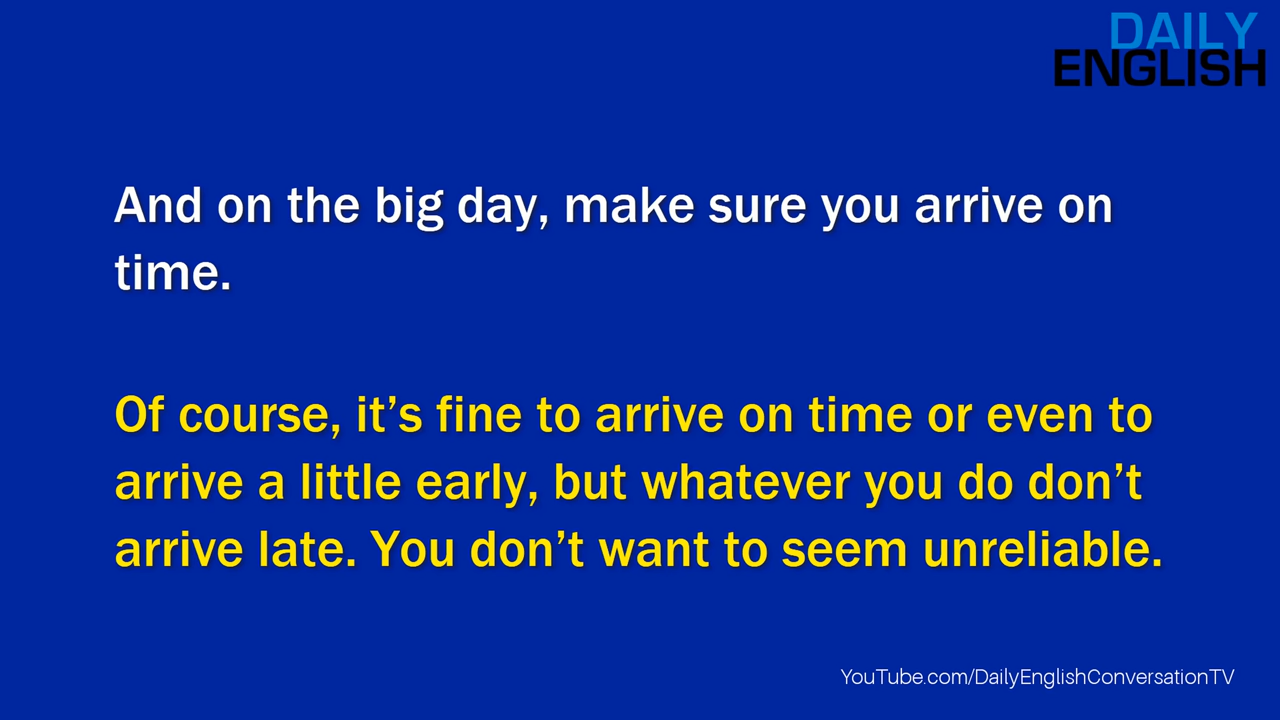 DAILY
ENGLISH
And on the big day, make sure you arrive on
time.
Of course, it’s fine to arrive on time or even to
arrive a little early, but whatever you do don’t
arrive late. You don’t want to seem unreliable.
YouTube.com/DailyEnglishConversationTV